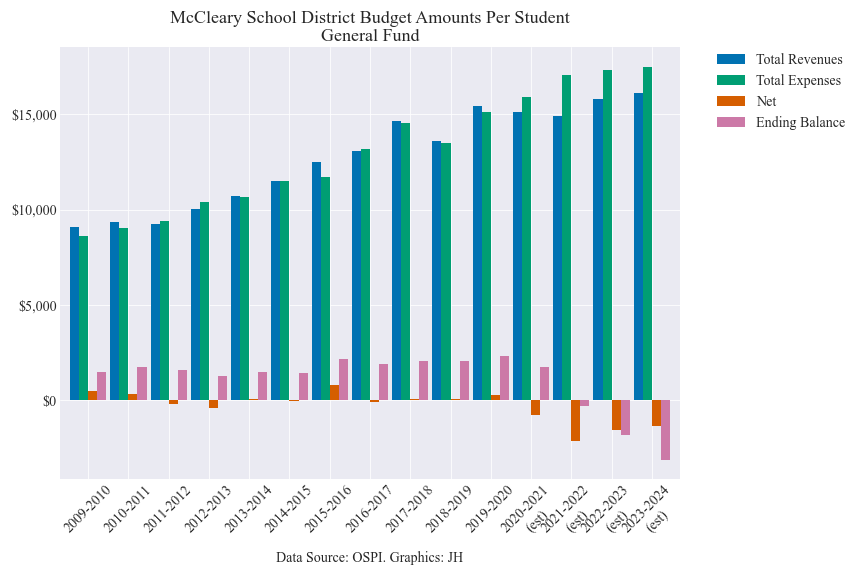 McCleary School District Budget Amounts Per Student
General Fund
Total Revenues
Total Expenses
Net
Ending Balance
$15,000
$10,000
$5,000
$0
2009-2010
2010-2011
2011-2012
2012-2013
2013-2014
2014-2015
2015-2016
2016-2017
2017-2018
2018-2019
2019-2020
2020-2021
(est)
2021-2022
(est)
2022-2023
(est)
2023-2024
(est)
Data Source: OSPI. Graphics: JH